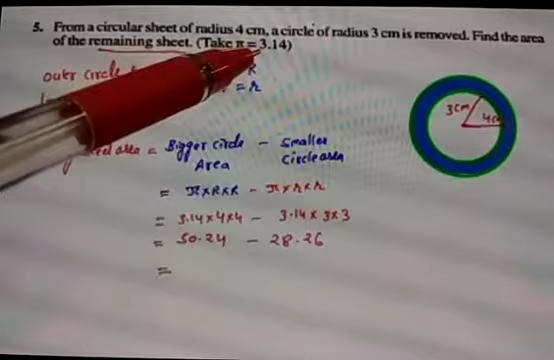 5. From a circular sheet of radius 4 cm, a circle of radius 3 cm is removed. Find the area
of the remaining sheet. (Take π = 3.14)
outer circle
= r
3cm
4cm
area = Bigger circle Area - Smaller Circle area
= π×R×R - π×r×r
= 3.14×4×4 - 3.14×3×3
= 50.24 - 28.26
=